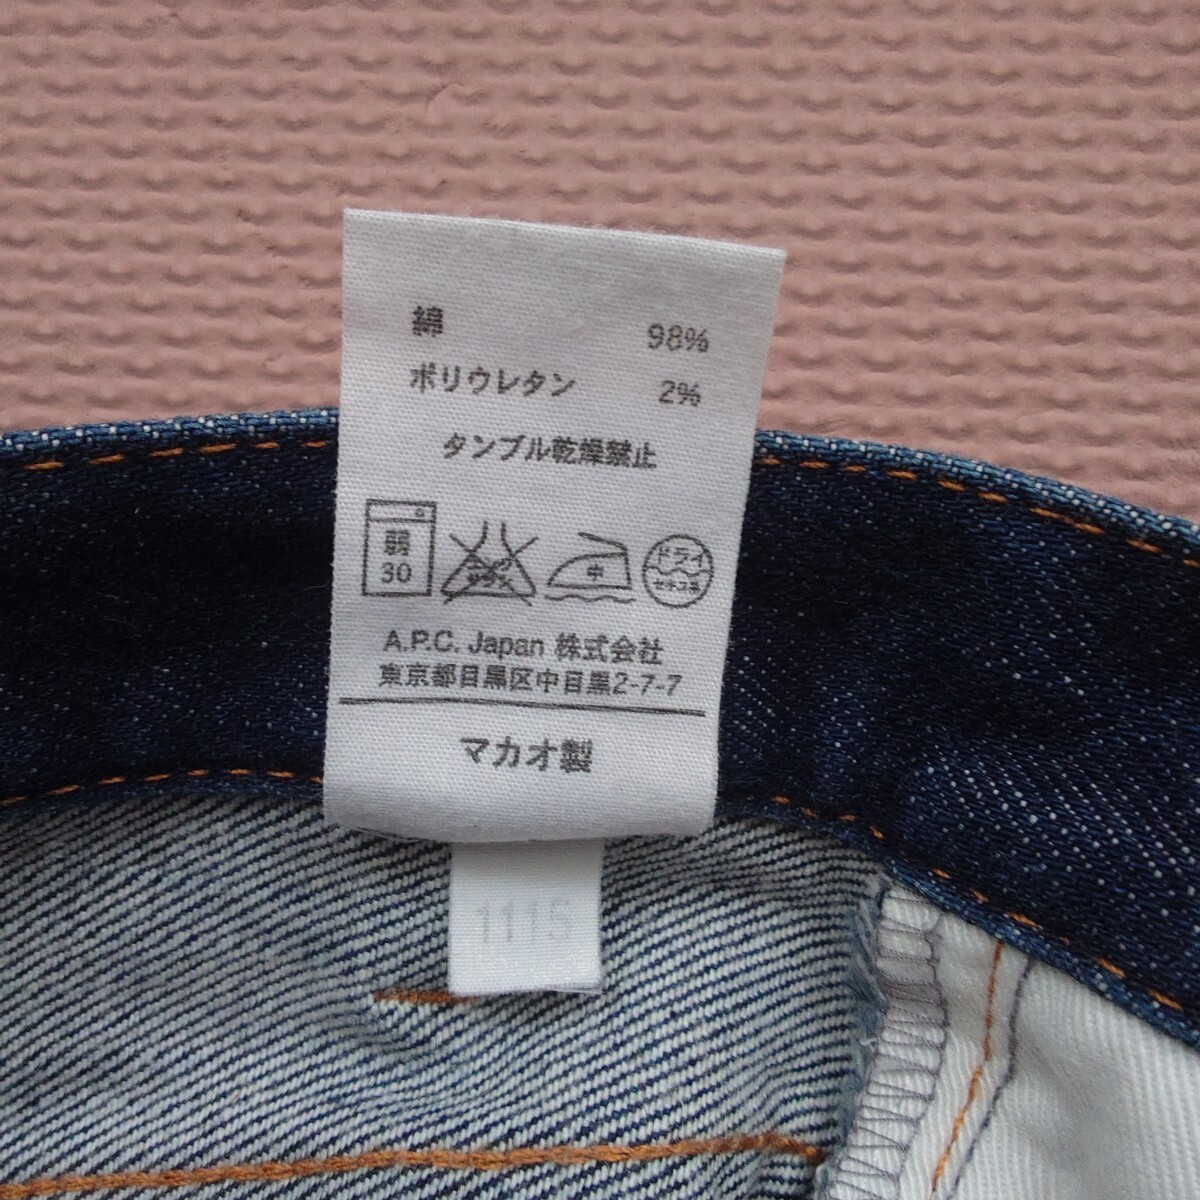 綿 98%
ポリウレタン 2%
タンブル乾燥禁止
弱
30
中
ドライ
セキユ系
A.P.C. Japan 株式会社
東京都目黒区中目黒2-7-7
マカオ製
1115